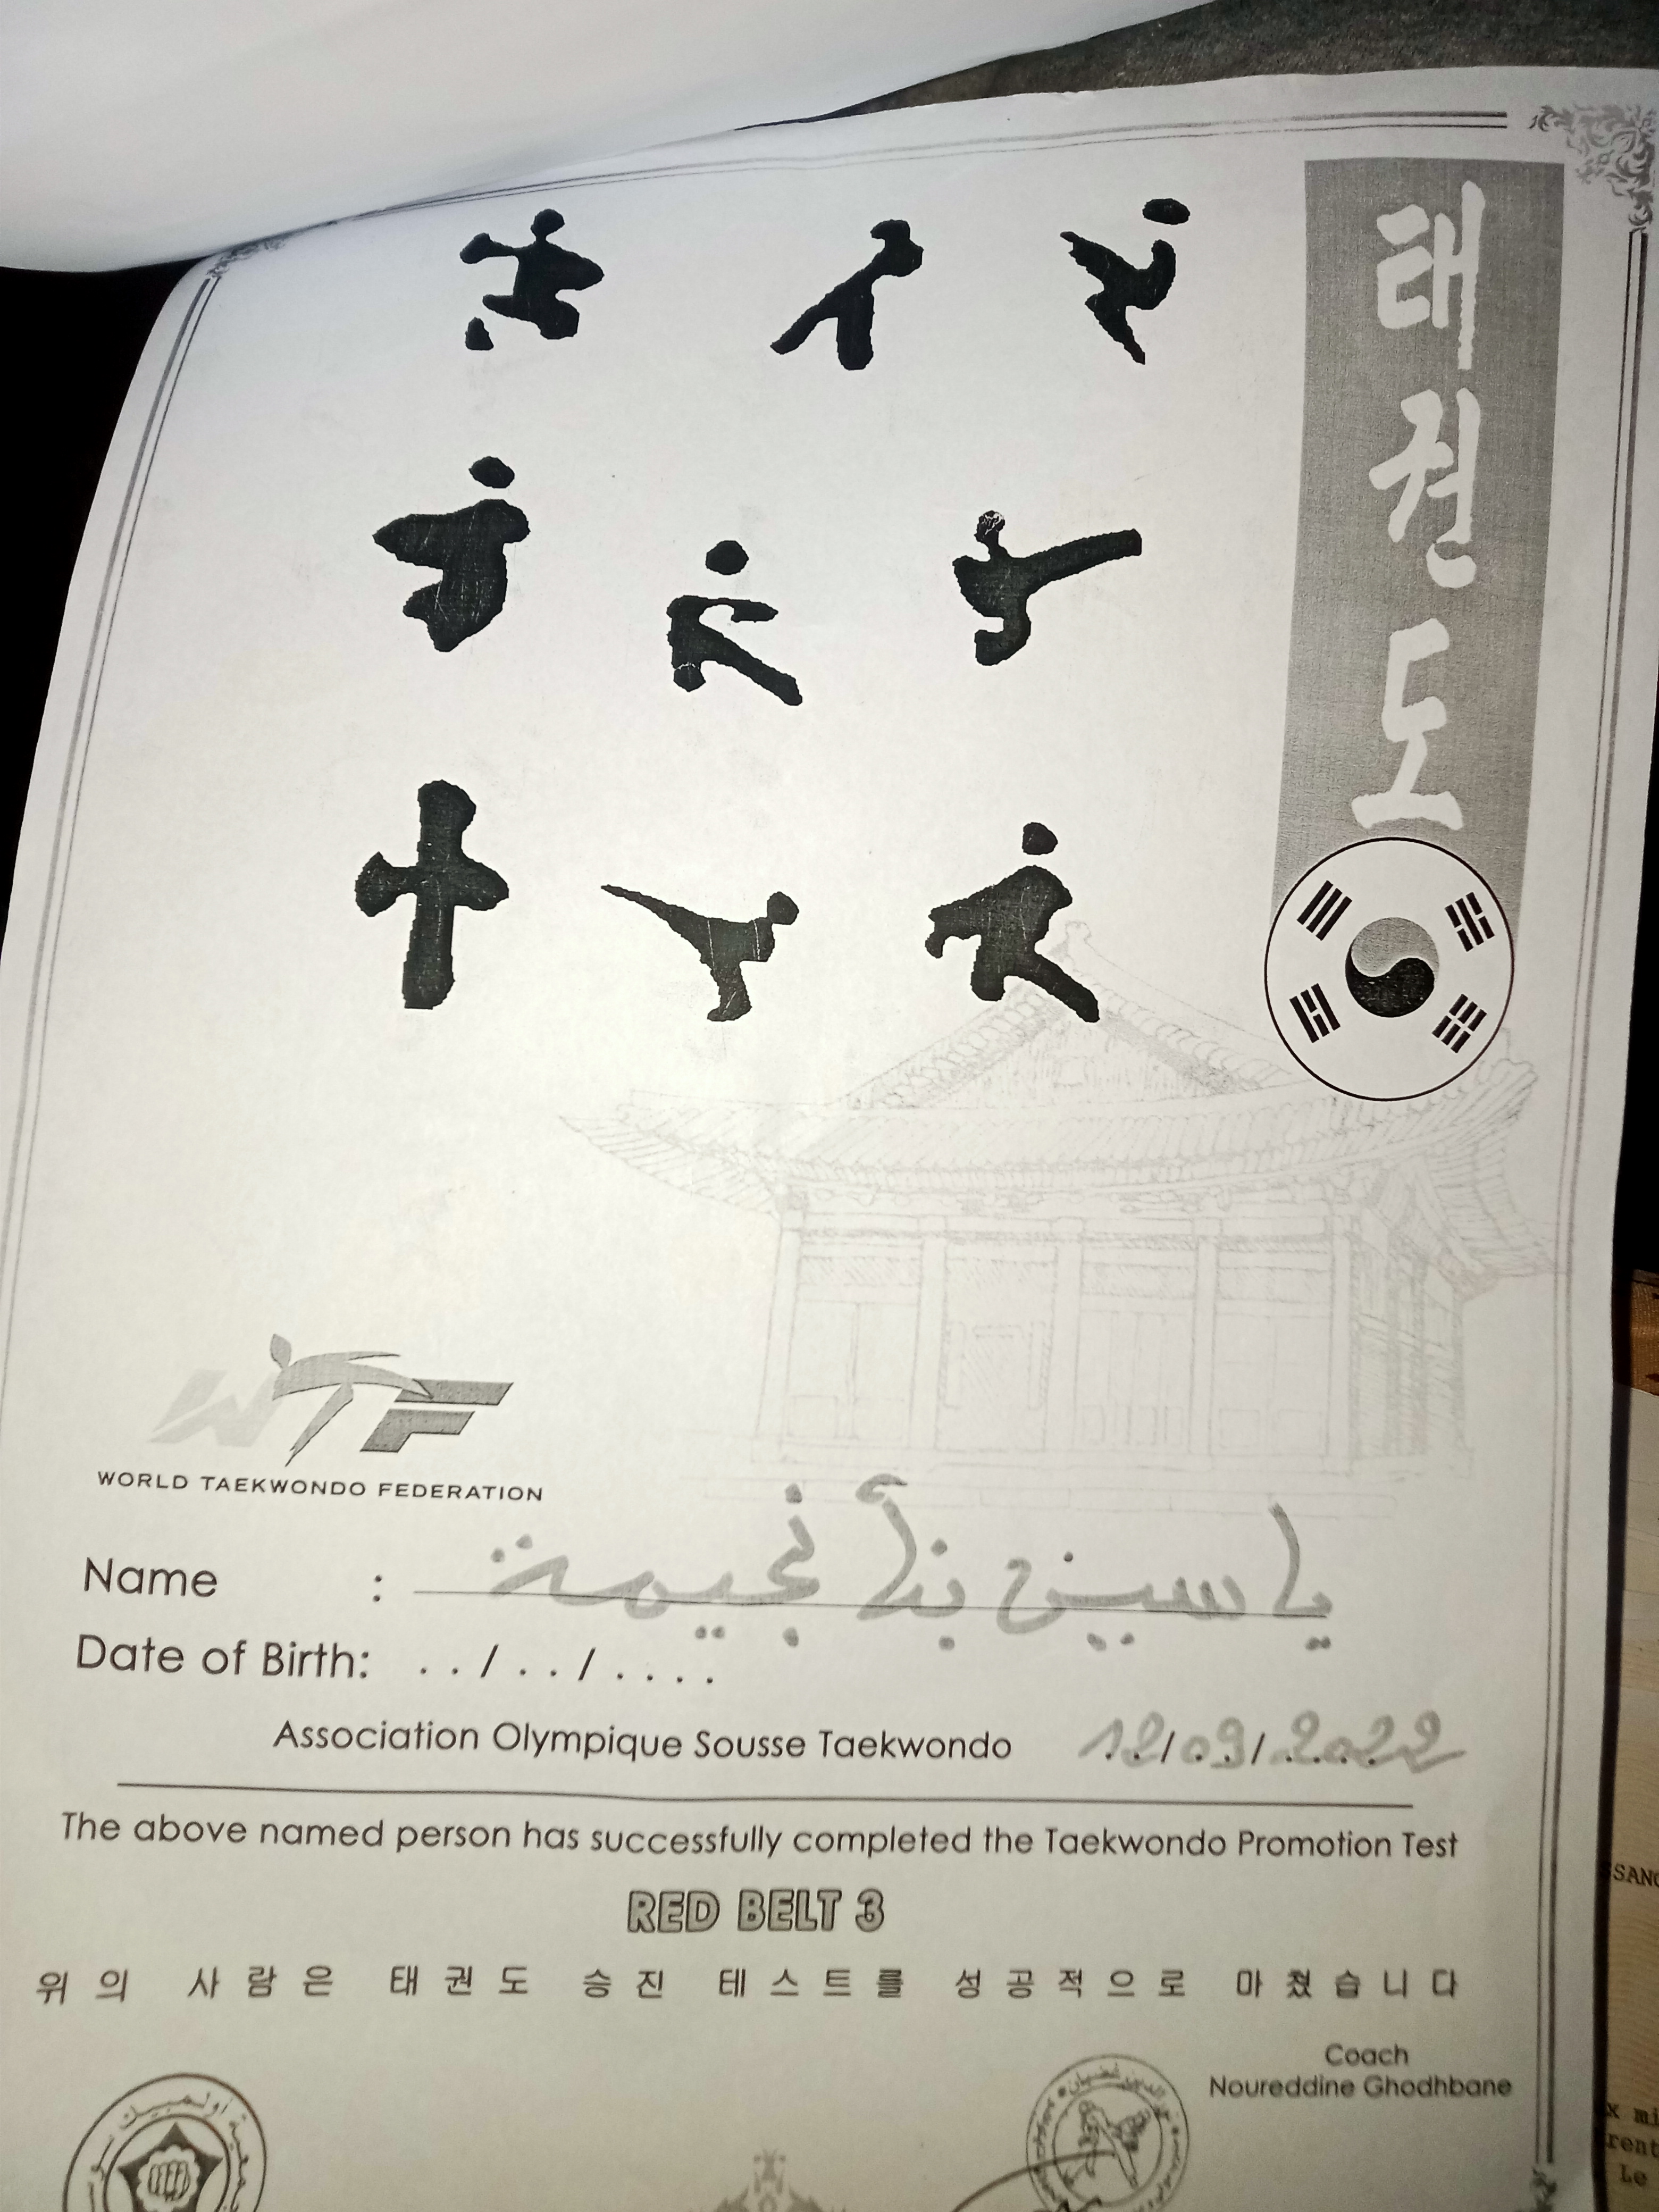 태권도
WTF
WORLD TAEKWONDO FEDERATION
Name : ياسين بنأ نجيمة
Date of Birth: . . / . . / . . . .
Association Olympique Sousse Taekwondo 12/09/2022
The above named person has successfully completed the Taekwondo Promotion Test
RED BELT 3
위의 사람은 태권도 승진 테스트를 성공적으로 마쳤습니다
Coach
Noureddine Ghodhbane